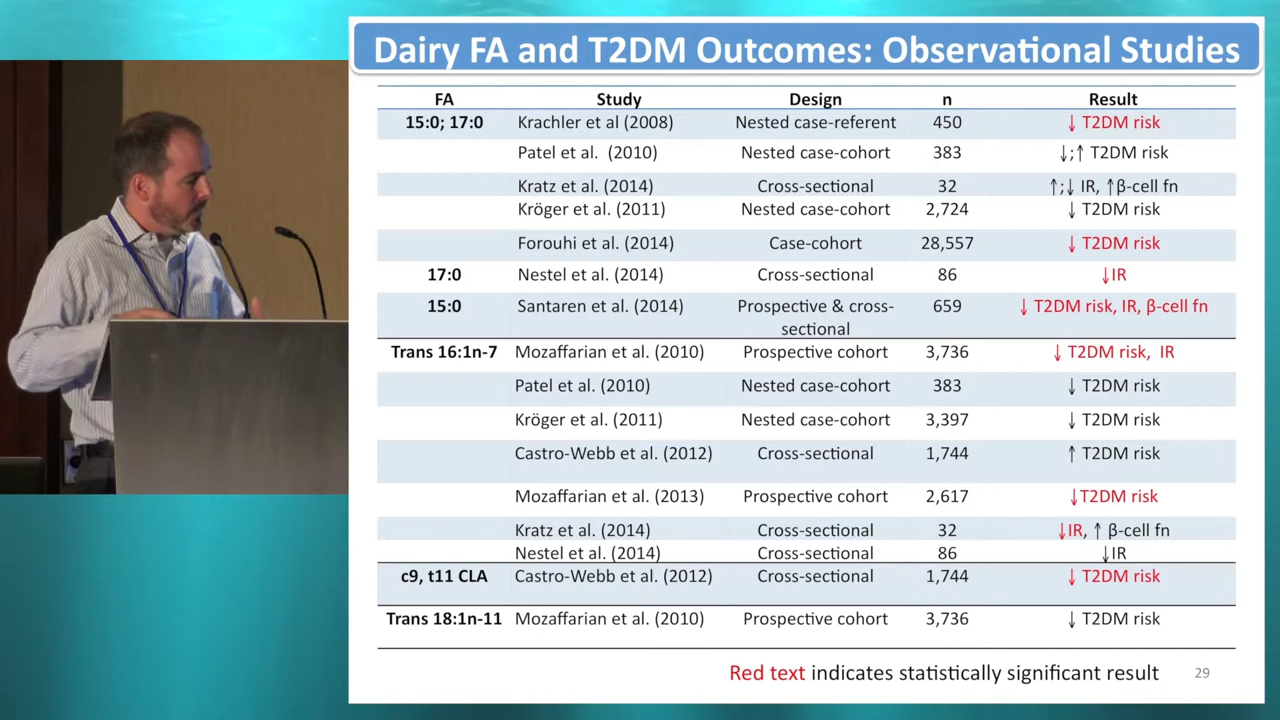 Dairy FA and T2DM Outcomes: Observational Studies
FA Study Design n Result
15:0; 17:0 Krachler et al (2008) Nested case-referent 450 ↓ T2DM risk
Patel et al. (2010) Nested case-cohort 383 ↓;↑ T2DM risk
Kratz et al. (2014) Cross-sectional 32 ↑;↓ IR, ↑β-cell fn
Kröger et al. (2011) Nested case-cohort 2,724 ↓ T2DM risk
Forouhi et al. (2014) Case-cohort 28,557 ↓ T2DM risk
17:0 Nestel et al. (2014) Cross-sectional 86 ↓IR
15:0 Santaren et al. (2014) Prospective & cross- 659 ↓ T2DM risk, IR, β-cell fn
sectional
Trans 16:1n-7 Mozaffarian et al. (2010) Prospective cohort 3,736 ↓ T2DM risk, IR
Patel et al. (2010) Nested case-cohort 383 ↓ T2DM risk
Kröger et al. (2011) Nested case-cohort 3,397 ↓ T2DM risk
Castro-Webb et al. (2012) Cross-sectional 1,744 ↑ T2DM risk
Mozaffarian et al. (2013) Prospective cohort 2,617 ↓T2DM risk
Kratz et al. (2014) Cross-sectional 32 ↓IR, ↑ β-cell fn
Nestel et al. (2014) Cross-sectional 86 ↓IR
c9, t11 CLA Castro-Webb et al. (2012) Cross-sectional 1,744 ↓ T2DM risk
Trans 18:1n-11 Mozaffarian et al. (2010) Prospective cohort 3,736 ↓ T2DM risk
Red text indicates statistically significant result 29